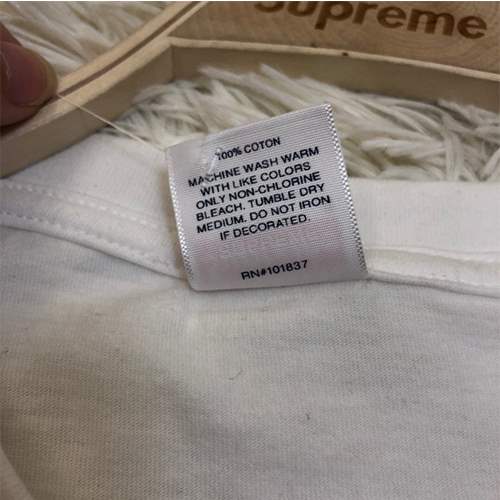 Supreme
100% COTON
MACHINE WASH WARM
WITH LIKE COLORS
ONLY NON-CHLORINE
BLEACH. TUMBLE DRY
MEDIUM. DO NOT IRON
IF DECORATED.
RN#101837